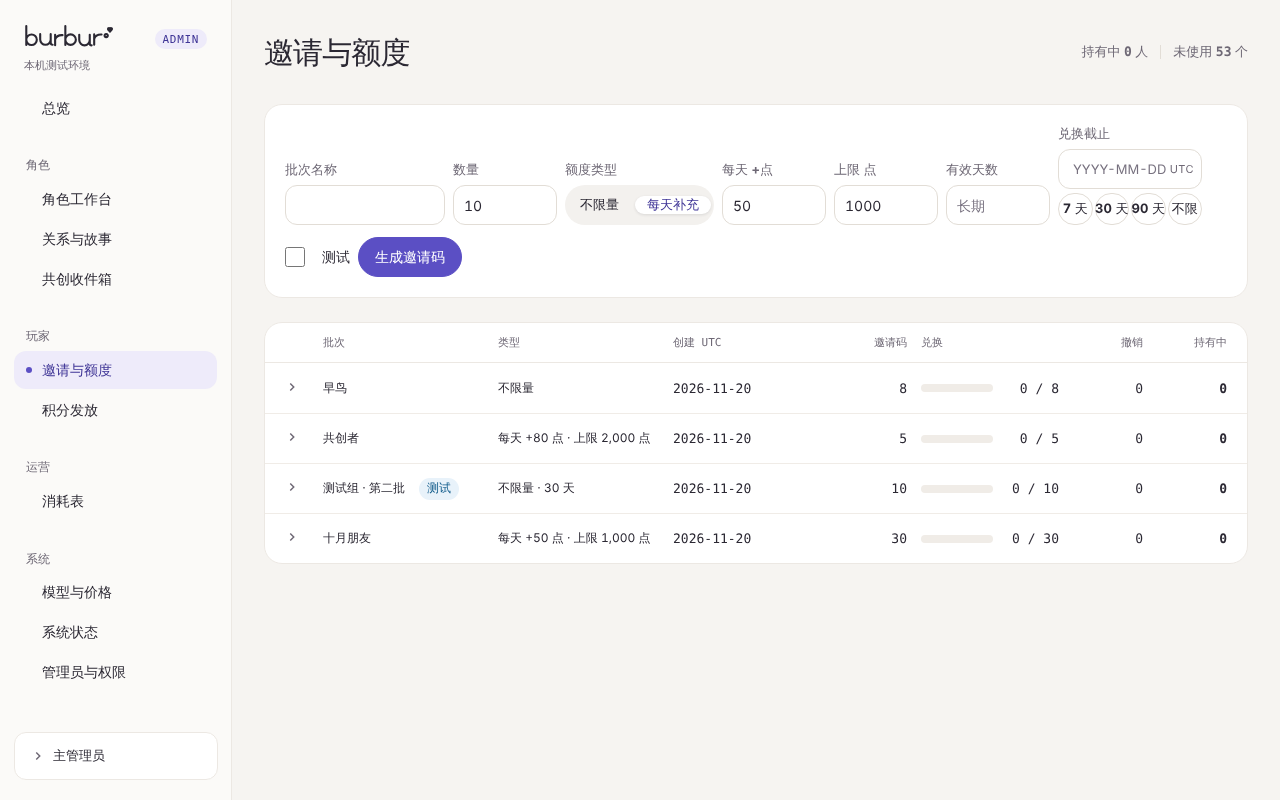 burbur
ADMIN
本机测试环境
总览
角色
角色工作台
关系与故事
共创收件箱
玩家
邀请与额度
积分发放
运营
消耗表
系统
模型与价格
系统状态
管理员与权限
主管理员
邀请与额度
持有中 0 人 未使用 53 个
批次名称 数量 额度类型 每天 +点 上限 点 有效天数 兑换截止
10 不限量 每天补充 50 1000 长期 YYYY-MM-DD UTC
7 天 30 天 90 天 不限
测试 生成邀请码
批次 类型 创建 UTC 邀请码 兑换 撤销 持有中
早鸟 不限量 2026-11-20 8 0 / 8 0 0
共创者 每天 +80 点 · 上限 2,000 点 2026-11-20 5 0 / 5 0 0
测试组 · 第二批 测试 不限量 · 30 天 2026-11-20 10 0 / 10 0 0
十月朋友 每天 +50 点 · 上限 1,000 点 2026-11-20 30 0 / 30 0 0